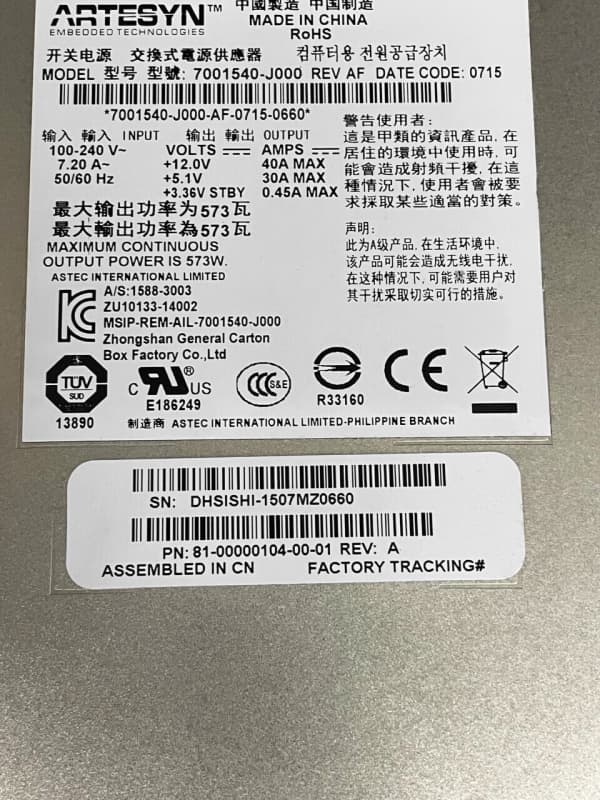 ARTESYN™ 中國製造 中国制造
EMBEDDED TECHNOLOGIES MADE IN CHINA
RoHS
开关电源 交換式電源供應器 컴퓨터용 전원공급장치
MODEL 型号 型號: 7001540-J000 REV AF DATE CODE: 0715
*7001540-J000-AF-0715-0660*
输入 輸入 INPUT 输出 輸出 OUTPUT
100-240 V~ VOLTS AMPS
7.20 A~ +12.0V 40A MAX
50/60 Hz +5.1V 30A MAX
+3.36V STBY 0.45A MAX
最大输出功率为573瓦
最大輸出功率為573瓦
MAXIMUM CONTINUOUS
OUTPUT POWER IS 573W.
ASTEC INTERNATIONAL LIMITED
警告使用者:
這是甲類的資訊產品, 在
居住的環境中使用時, 可
能會造成射頻干擾, 在這
種情況下, 使用者會被要
求採取某些適當的對策。
声明:
此为A级产品, 在生活环境中,
该产品可能会造成无线电干扰,
在这种情况下, 可能需要用户对
其干扰采取切实可行的措施。
A/S:1588-3003
ZU10133-14002
MSIP-REM-AIL-7001540-J000
Zhongshan General Carton
Box Factory Co.,Ltd
TÜV
SUD
13890
C RU ® US
E186249
CCC S&E
R33160
CE
制造商 ASTEC INTERNATIONAL LIMITED-PHILIPPINE BRANCH
SN: DHSISHI-1507MZ0660
PN: 81-00000104-00-01 REV: A
ASSEMBLED IN CN FACTORY TRACKING#